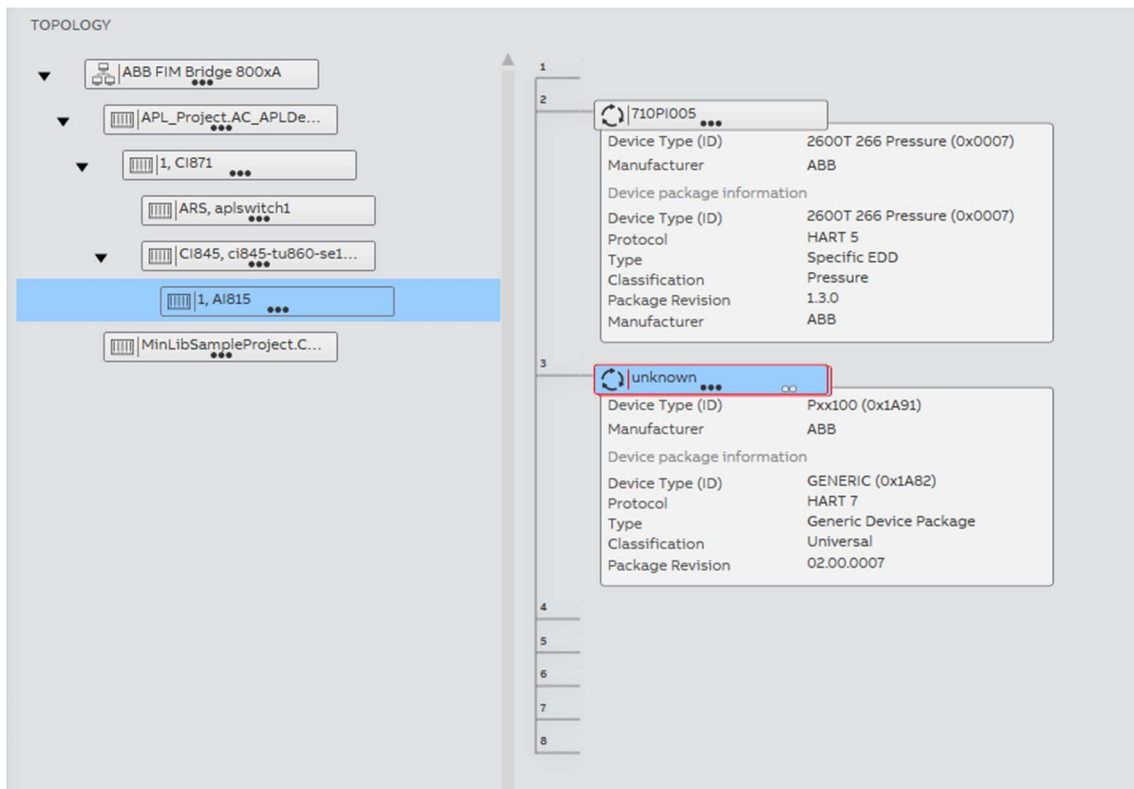 TOPOLOGY
ABB FIM Bridge 800xA
APL_Project.AC_APLDe...
1, CI871
ARS, aplswitch1
CI845, ci845-tu860-se1...
1, AI815
MinLibSampleProject.C...
1
2
710PI005
Device Type (ID) 2600T 266 Pressure (0x0007)
Manufacturer ABB
Device package information
Device Type (ID) 2600T 266 Pressure (0x0007)
Protocol HART 5
Type Specific EDD
Classification Pressure
Package Revision 1.3.0
Manufacturer ABB
3
unknown
Device Type (ID) Pxx100 (0x1A91)
Manufacturer ABB
Device package information
Device Type (ID) GENERIC (0x1A82)
Protocol HART 7
Type Generic Device Package
Classification Universal
Package Revision 02.00.0007
4
5
6
7
8